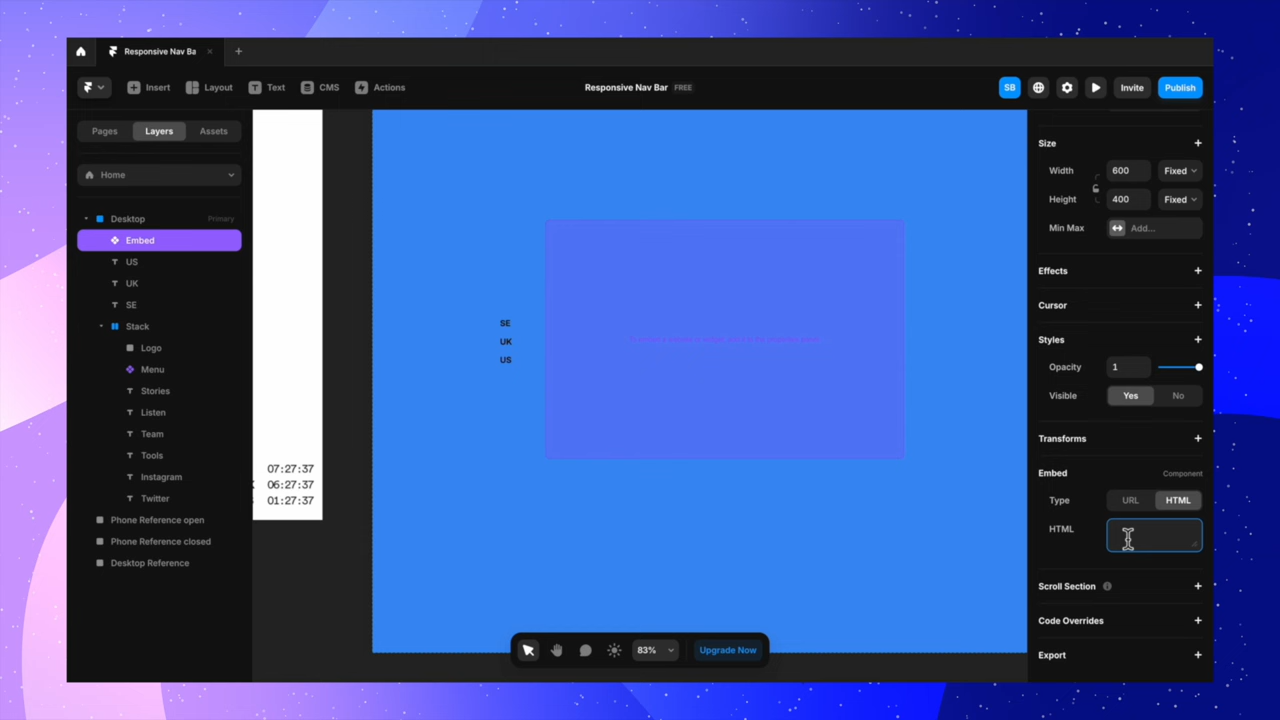 Responsive Nav Ba
Insert
Layout
Text
CMS
Actions
Responsive Nav Bar FREE
SB
Invite
Publish
Pages
Layers
Assets
Home
Desktop
Primary
Embed
US
UK
SE
Stack
Logo
Menu
Stories
Listen
Team
Tools
Instagram
Twitter
Phone Reference open
Phone Reference closed
Desktop Reference
07:27:37
06:27:37
01:27:37
SE
UK
US
83%
Upgrade Now
Size
Width 600 Fixed
Height 400 Fixed
Min Max Add...
Effects
Cursor
Styles
Opacity 1
Visible Yes No
Transforms
Embed Component
Type URL HTML
HTML
Scroll Section
Code Overrides
Export